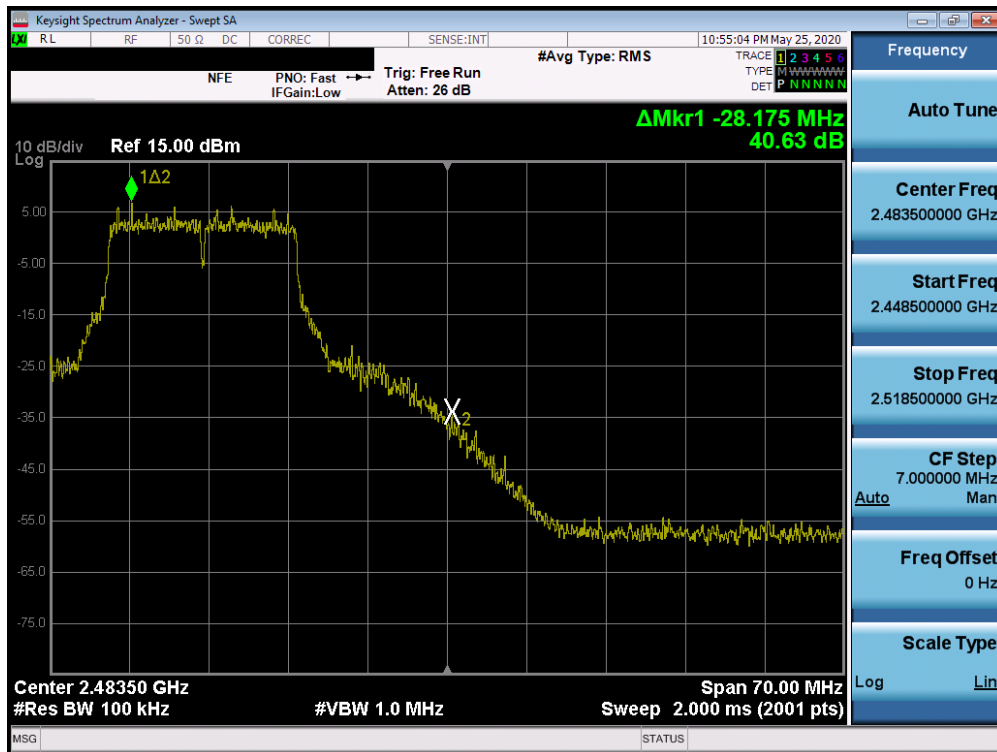 Keysight Spectrum Analyzer - Swept SA
LXI RL RF 50 Ω DC CORREC SENSE:INT 10:55:04 PM May 25, 2020
#Avg Type: RMS TRACE 1 2 3 4 5 6
NFE PNO: Fast Trig: Free Run TYPE M WWWWW
IFGain:Low Atten: 26 dB DET P N N N N N
ΔMkr1 -28.175 MHz
40.63 dB
10 dB/div Ref 15.00 dBm
Log
1Δ2
5.00
-5.00
-15.0
-25.0
-35.0
2
-45.0
-55.0
-65.0
-75.0
Center 2.48350 GHz Span 70.00 MHz
#Res BW 100 kHz #VBW 1.0 MHz Sweep 2.000 ms (2001 pts)
MSG STATUS
Frequency
Auto Tune
Center Freq
2.483500000 GHz
Start Freq
2.448500000 GHz
Stop Freq
2.518500000 GHz
CF Step
7.000000 MHz
Auto Man
Freq Offset
0 Hz
Scale Type
Log Lin